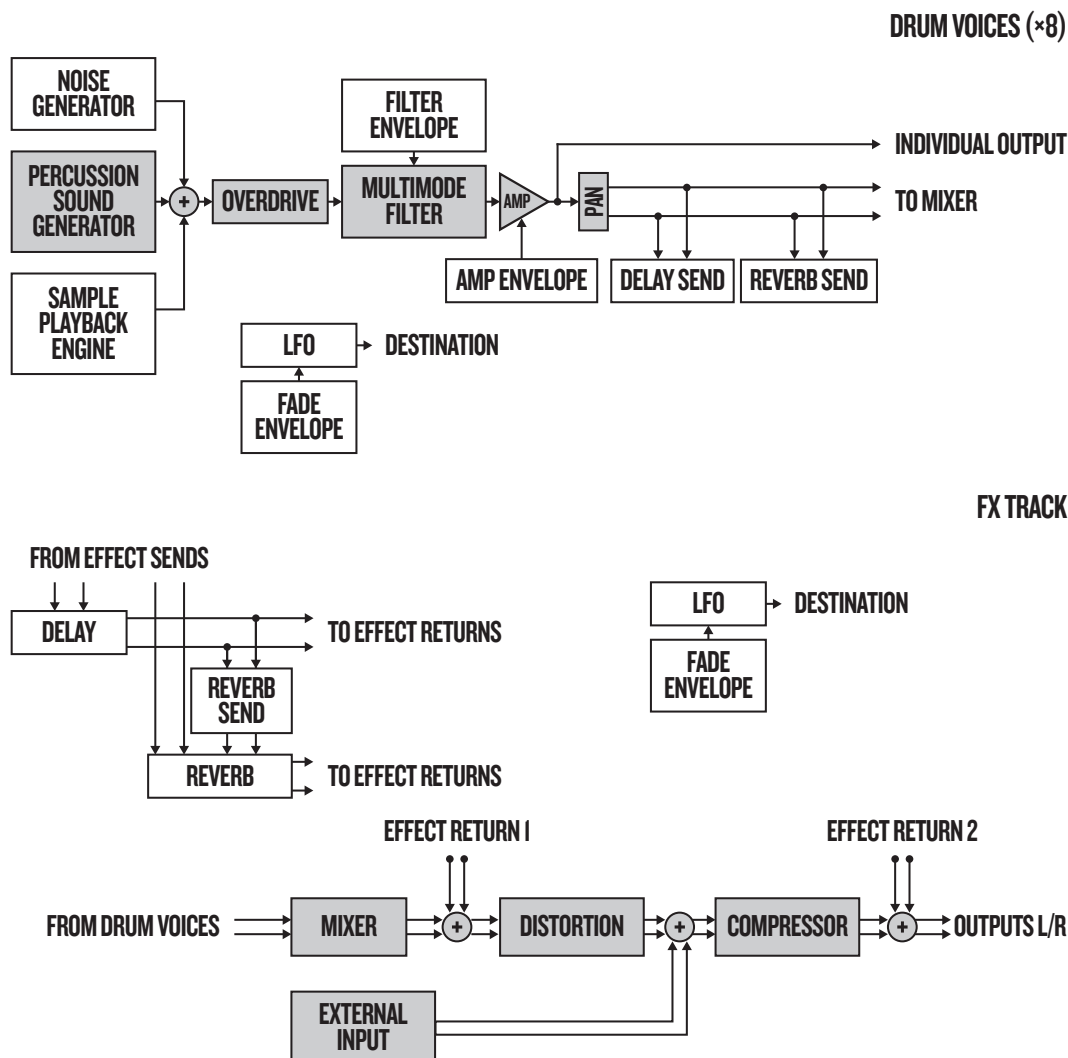 DRUM VOICES (×8)
NOISE
GENERATOR
FILTER
ENVELOPE
INDIVIDUAL OUTPUT
PERCUSSION
SOUND
GENERATOR
+
OVERDRIVE
MULTIMODE
FILTER
AMP
PAN
TO MIXER
SAMPLE
PLAYBACK
ENGINE
AMP ENVELOPE
DELAY SEND
REVERB SEND
LFO
DESTINATION
FADE
ENVELOPE
FX TRACK
FROM EFFECT SENDS
DELAY
TO EFFECT RETURNS
REVERB
SEND
REVERB
TO EFFECT RETURNS
LFO
DESTINATION
FADE
ENVELOPE
EFFECT RETURN 1
EFFECT RETURN 2
FROM DRUM VOICES
MIXER
+
DISTORTION
+
COMPRESSOR
+
OUTPUTS L/R
EXTERNAL
INPUT